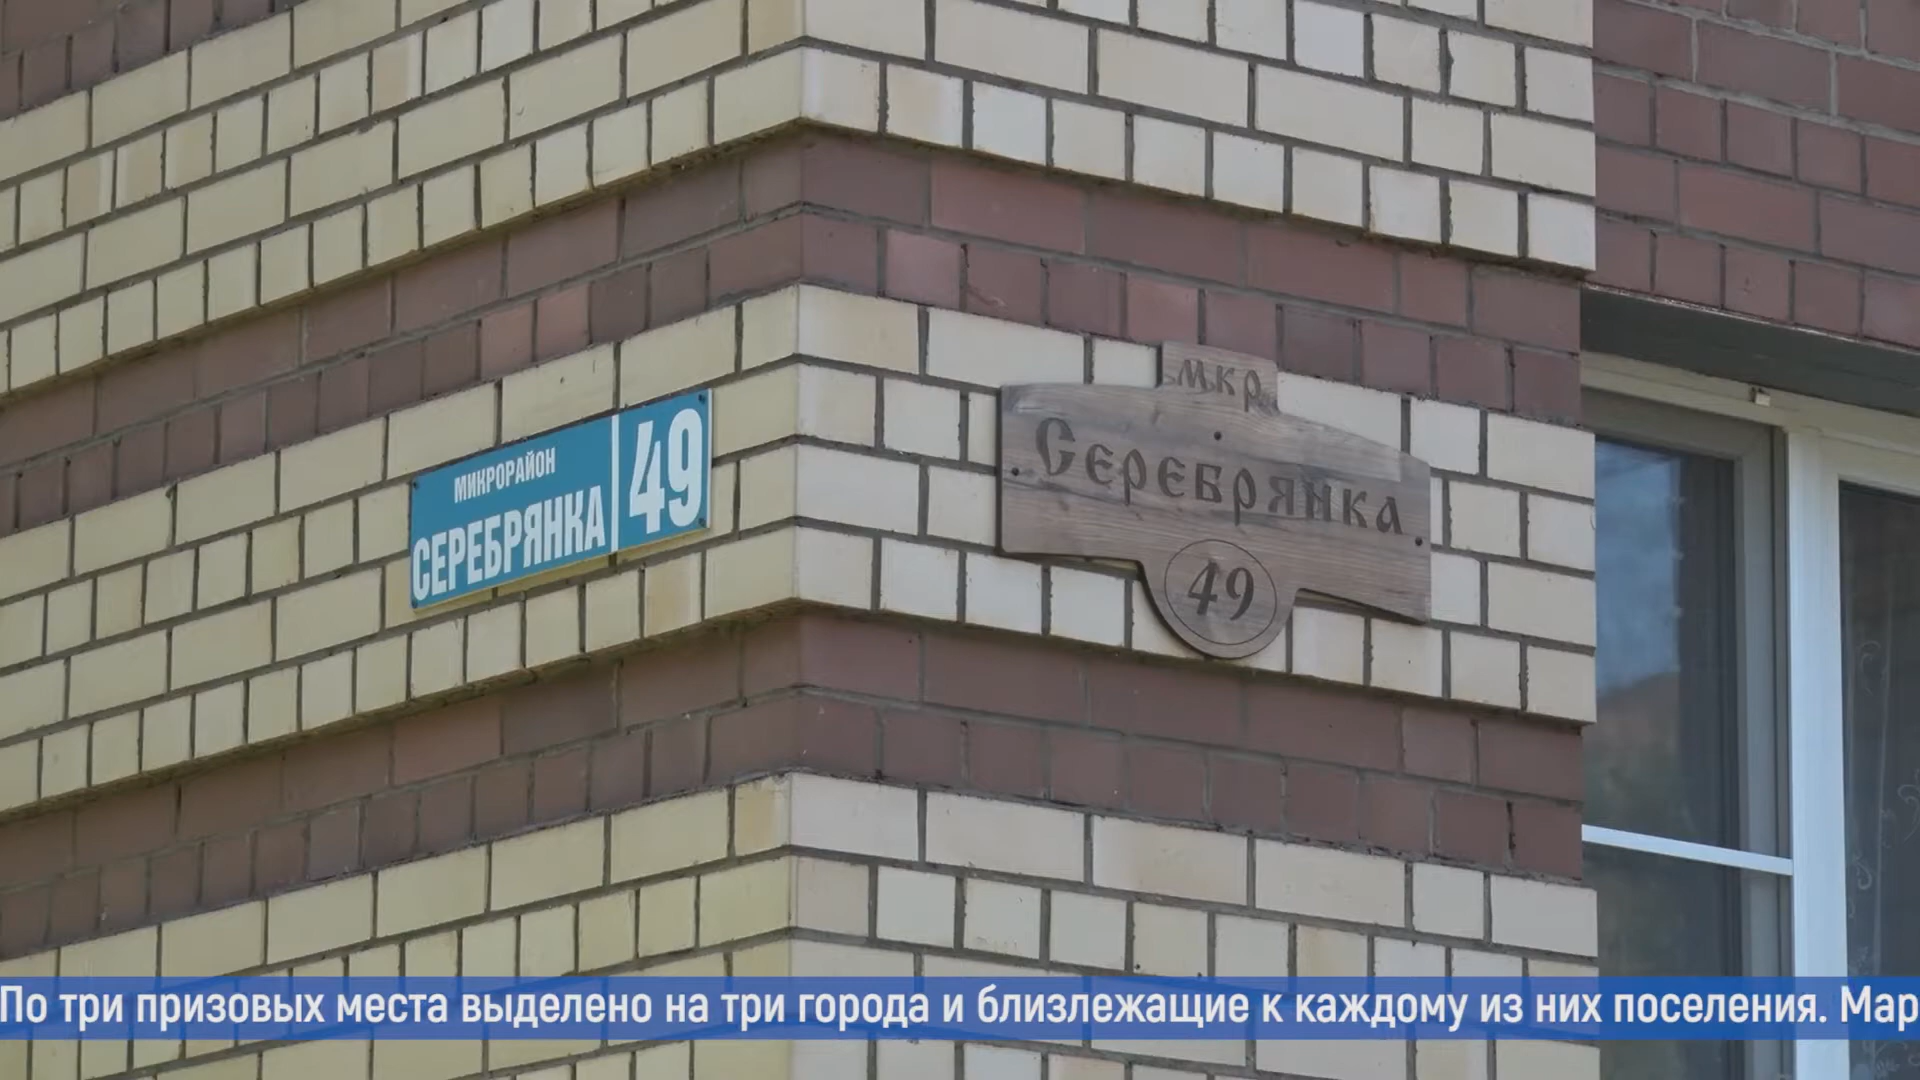 МИКРОРАЙОН
СЕРЕБРЯНКА
49
мкр
Серебрянка
49
По три призовых места выделено на три города и близлежащие к каждому из них поселения. Мар